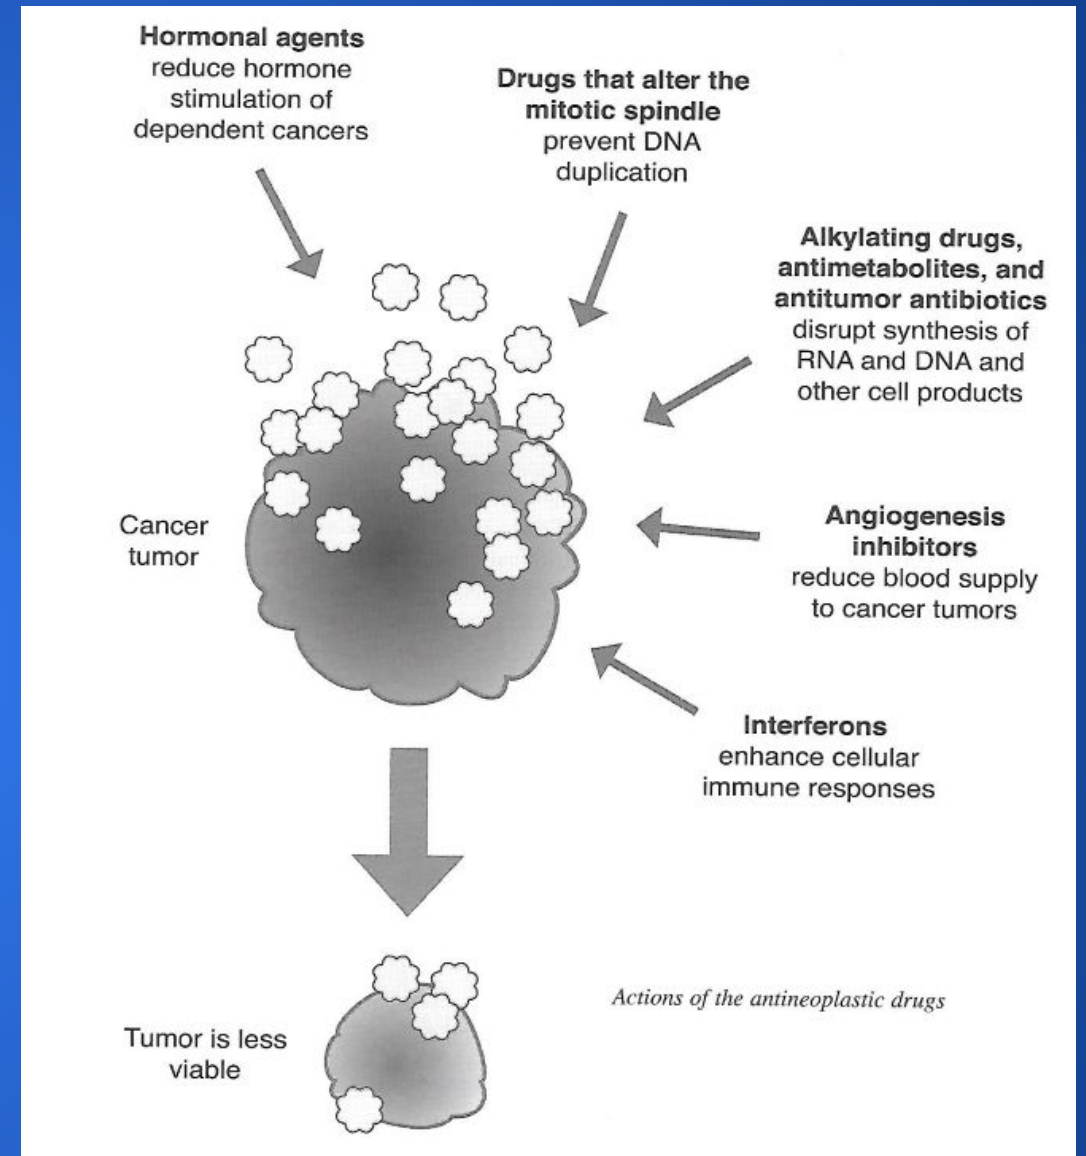 Hormonal agents
reduce hormone
stimulation of
dependent cancers
Drugs that alter the
mitotic spindle
prevent DNA
duplication
Alkylating drugs,
antimetabolites, and
antitumor antibiotics
disrupt synthesis of
RNA and DNA and
other cell products
Cancer
tumor
Angiogenesis
inhibitors
reduce blood supply
to cancer tumors
Interferons
enhance cellular
immune responses
Actions of the antineoplastic drugs
Tumor is less
viable